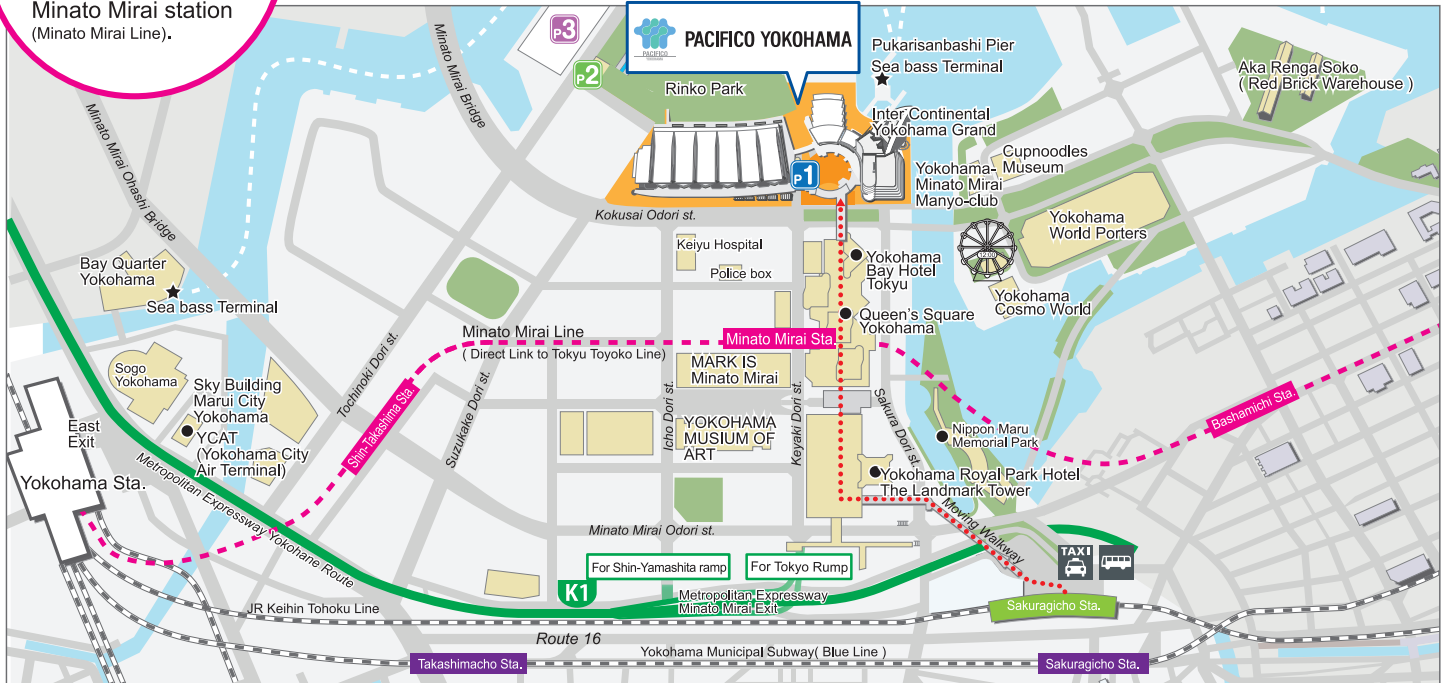 Minato Mirai station
(Minato Mirai Line).
P3
P2
PACIFICO
PACIFICO YOKOHAMA
Rinko Park
Pukarisanbashi Pier
Sea bass Terminal
Aka Renga Soko
( Red Brick Warehouse )
Inter Continental
Yokohama Grand
Cupnoodles
Museum
P1
Yokohama-
Minato Mirai
Manyo-club
Minato Mirai Bridge
Minato Mirai Ohashi Bridge
Kokusai Odori st.
Yokohama
World Porters
Keiyu Hospital
Police box
Yokohama
Bay Hotel
Tokyu
12:00
Yokohama
Cosmo World
Bay Quarter
Yokohama
Sea bass Terminal
Queen's Square
Yokohama
Minato Mirai Line
( Direct Link to Tokyu Toyoko Line)
Minato Mirai Sta.
MARK IS
Minato Mirai
Sogo
Yokohama
Sky Building
Marui City
Yokohama
YCAT
(Yokohama City
Air Terminal)
Tochinoki Dori st.
Shin-Takashima Sta.
Suzukake Dori st.
Icho Dori st.
Keyaki Dori st.
Sakura Dori st.
Bashamichi Sta.
YOKOHAMA
MUSIUM OF
ART
Nippon Maru
Memorial Park
East
Exit
Yokohama Sta.
Yokohama Royal Park Hotel
The Landmark Tower
Metropolitan Expressway Yokohane Route
Minato Mirai Odori st.
Moving Walkway
TAXI
For Shin-Yamashita ramp
For Tokyo Rump
K1
Metropolitan Expressway
Minato Mirai Exit
JR Keihin Tohoku Line
Sakuragicho Sta.
Route 16
Yokohama Municipal Subway( Blue Line )
Takashimacho Sta.
Sakuragicho Sta.